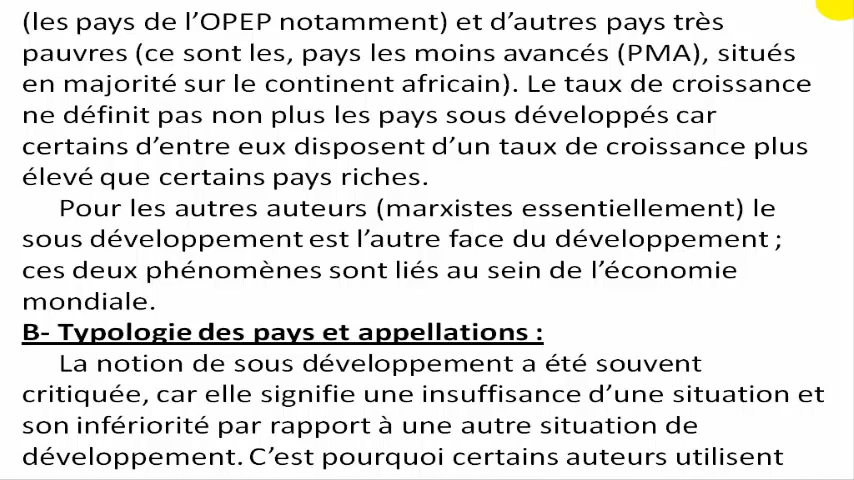 (les pays de l’OPEP notamment) et d’autres pays très
pauvres (ce sont les, pays les moins avancés (PMA), situés
en majorité sur le continent africain). Le taux de croissance
ne définit pas non plus les pays sous développés car
certains d’entre eux disposent d’un taux de croissance plus
élevé que certains pays riches.
Pour les autres auteurs (marxistes essentiellement) le
sous développement est l’autre face du développement ;
ces deux phénomènes sont liés au sein de l’économie
mondiale.
B- Typologie des pays et appellations :
La notion de sous développement a été souvent
critiquée, car elle signifie une insuffisance d’une situation et
son infériorité par rapport à une autre situation de
développement. C’est pourquoi certains auteurs utilisent